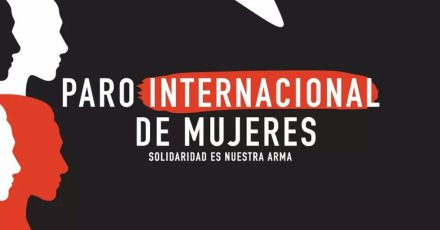 PARO INTERNACIONAL
DE MUJERES
SOLIDARIDAD ES NUESTRA ARMA